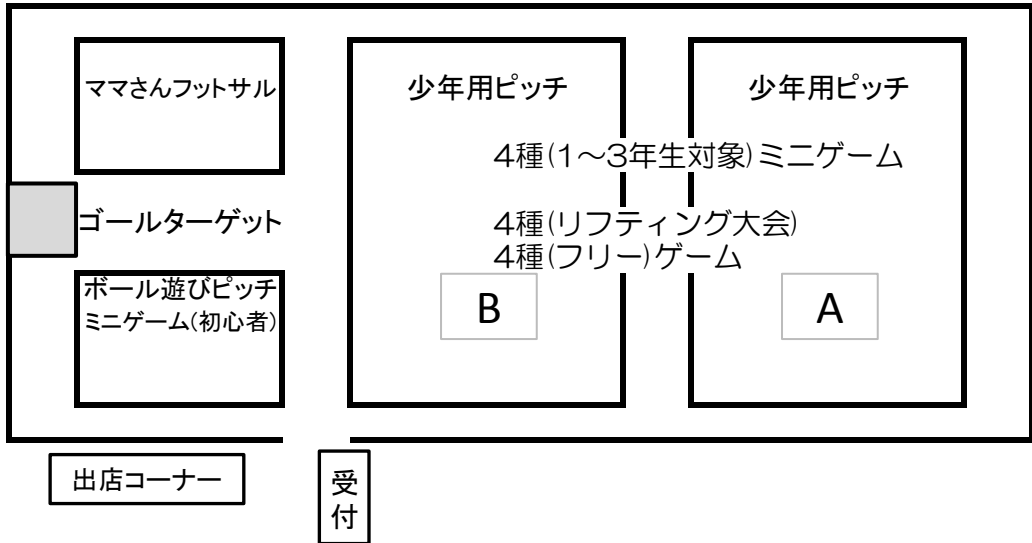 ママさんフットサル
少年用ピッチ
少年用ピッチ
4種(1～3年生対象)ミニゲーム
ゴールターゲット
4種(リフティング大会)
4種(フリー)ゲーム
ボール遊びピッチ
ミニゲーム(初心者)
B
A
出店コーナー
受付